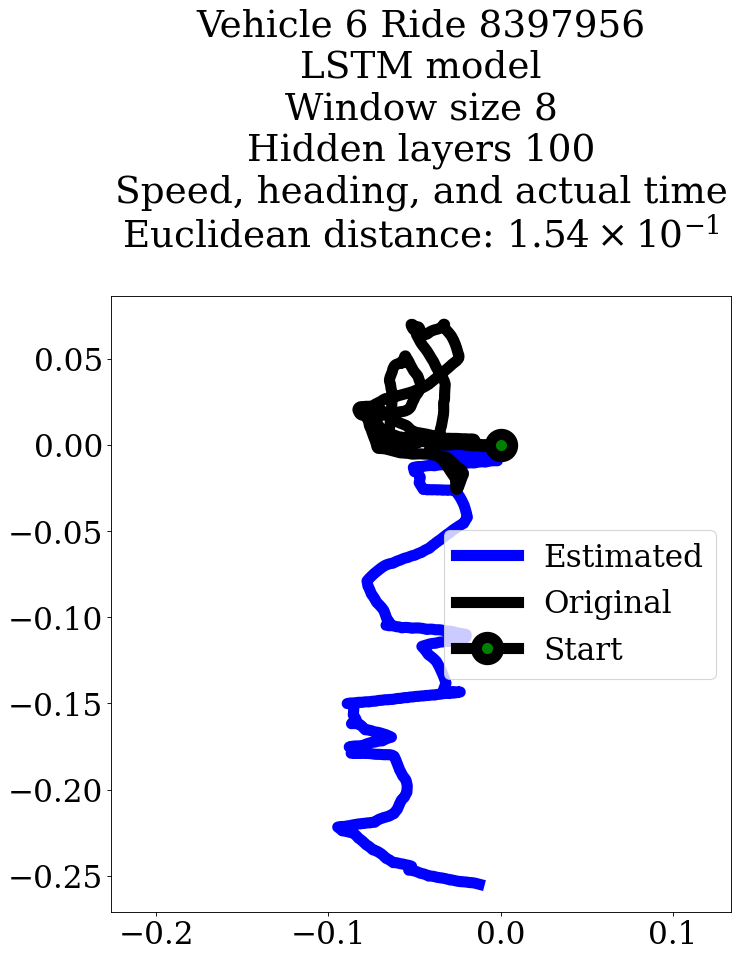 Vehicle 6 Ride 8397956
LSTM model
Window size 8
Hidden layers 100
Speed, heading, and actual time
Euclidean distance: 1.54 × 10⁻¹
0.05
0.00
−0.05
−0.10
−0.15
−0.20
−0.25
Estimated
Original
Start
−0.2 −0.1 0.0 0.1